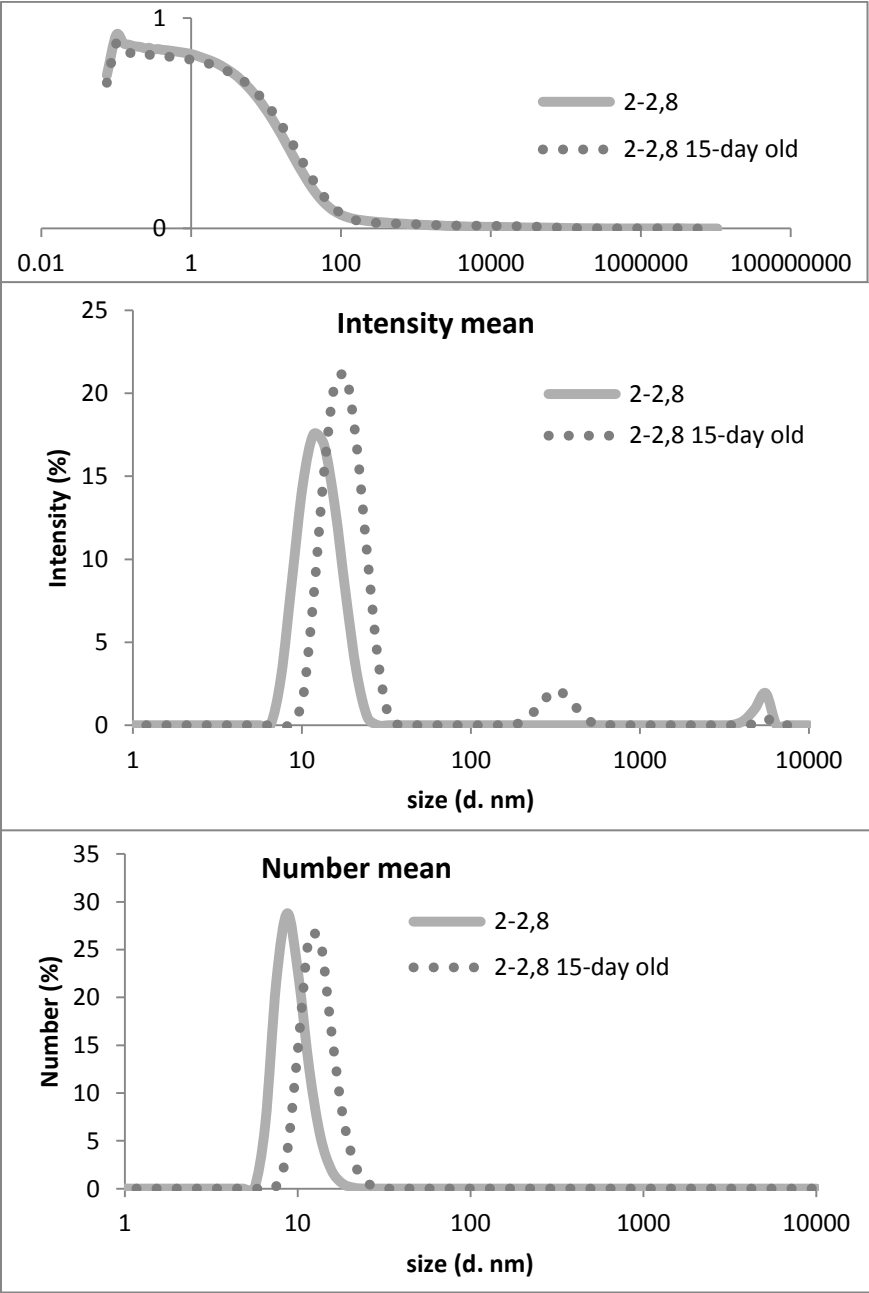 1
2-2,8
2-2,8 15-day old
0
0.01 1 100 10000 1000000 100000000
Intensity mean
25
20
15
10
5
0
Intensity (%)
2-2,8
2-2,8 15-day old
1 10 100 1000 10000
size (d. nm)
Number mean
35
30
25
20
15
10
5
0
Number (%)
2-2,8
2-2,8 15-day old
1 10 100 1000 10000
size (d. nm)